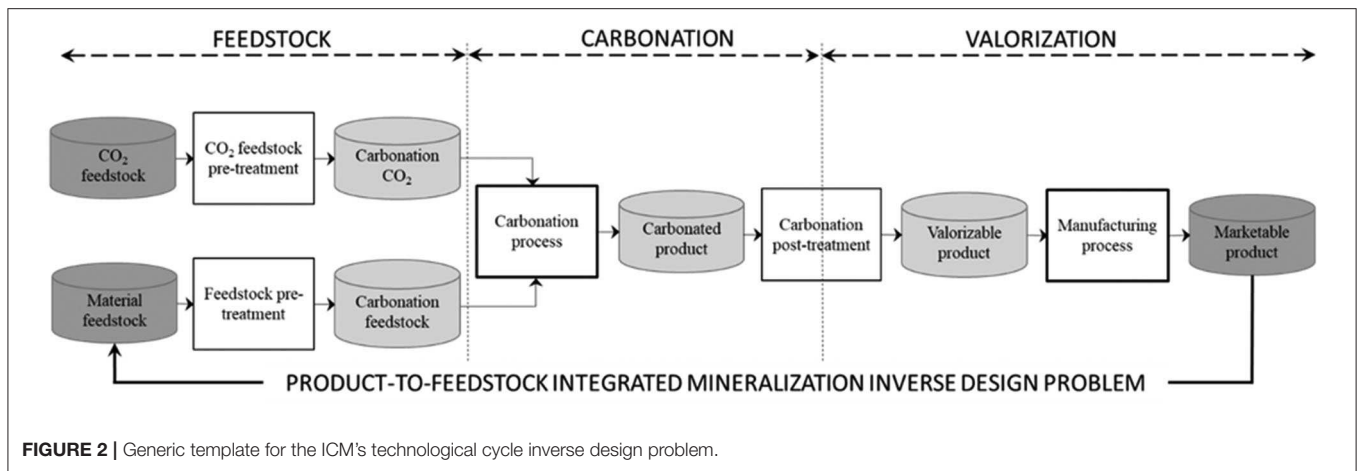 FEEDSTOCK
CARBONATION
VALORIZATION
CO₂
feedstock
CO₂ feedstock
pre-treatment
Carbonation
CO₂
Material
feedstock
Feedstock pre-
treatment
Carbonation
feedstock
Carbonation
process
Carbonated
product
Carbonation
post-treatment
Valorizable
product
Manufacturing
process
Marketable
product
PRODUCT-TO-FEEDSTOCK INTEGRATED MINERALIZATION INVERSE DESIGN PROBLEM
FIGURE 2 | Generic template for the ICM's technological cycle inverse design problem.